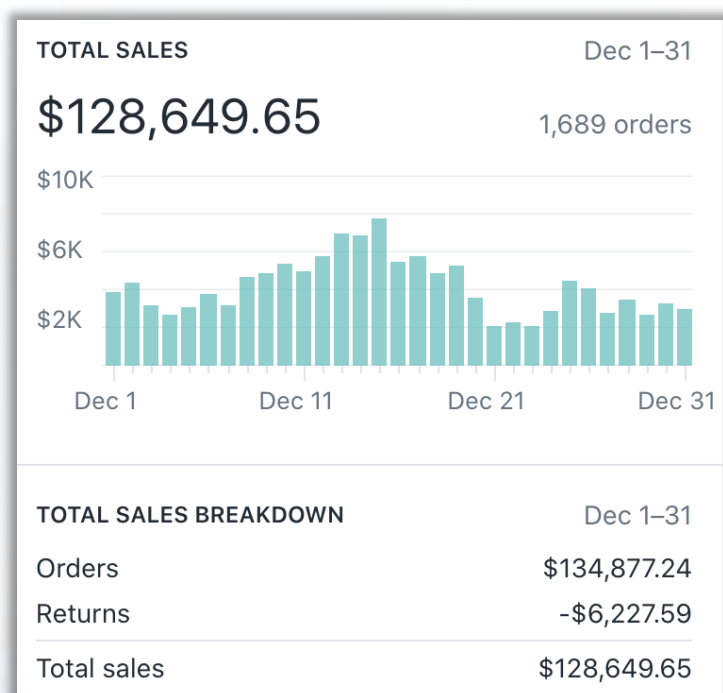 TOTAL SALES Dec 1–31
$128,649.65 1,689 orders
$10K
$6K
$2K
Dec 1 Dec 11 Dec 21 Dec 31
TOTAL SALES BREAKDOWN Dec 1–31
Orders $134,877.24
Returns -$6,227.59
Total sales $128,649.65